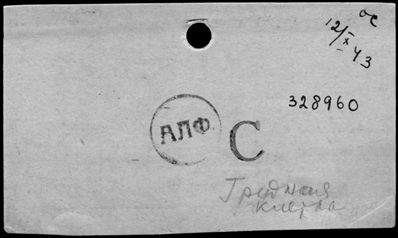 ос
12/X 43
328960
АЛФ С
Грудная
клетка